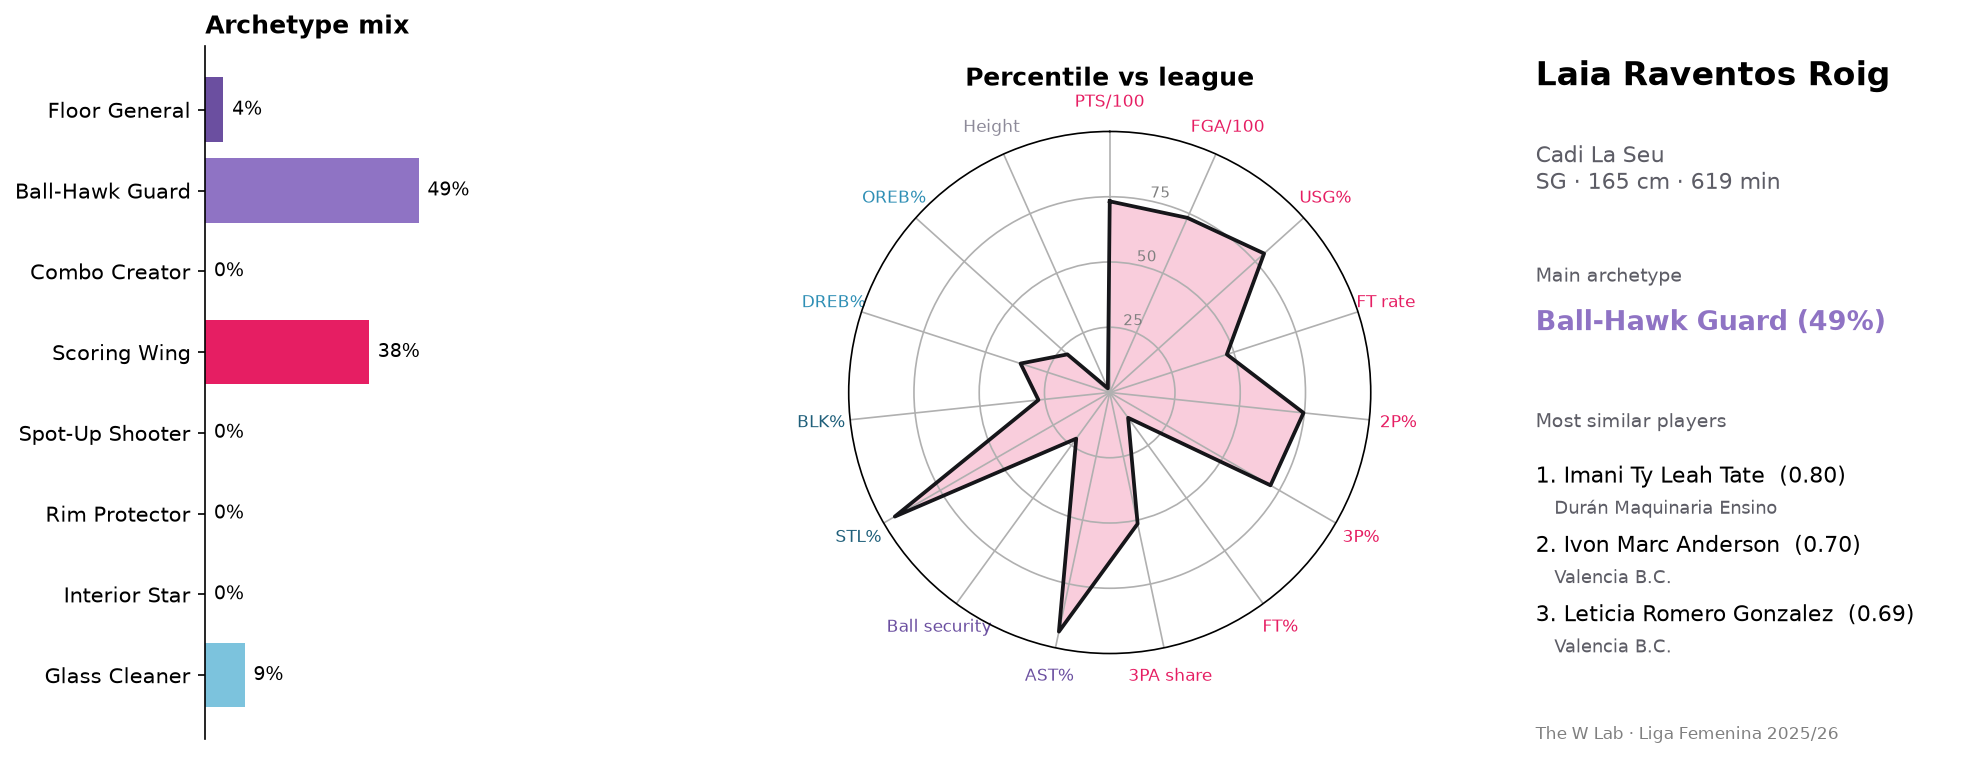 Archetype mix
Floor General
4%
Ball-Hawk Guard
49%
Combo Creator
0%
Scoring Wing
38%
Spot-Up Shooter
0%
Rim Protector
0%
Interior Star
0%
Glass Cleaner
9%
Percentile vs league
PTS/100
FGA/100
USG%
FT rate
2P%
3P%
FT%
3PA share
AST%
Ball security
STL%
BLK%
DREB%
OREB%
Height
75
50
25
Laia Raventos Roig
Cadi La Seu
SG · 165 cm · 619 min
Main archetype
Ball-Hawk Guard (49%)
Most similar players
1. Imani Ty Leah Tate (0.80)
Durán Maquinaria Ensino
2. Ivon Marc Anderson (0.70)
Valencia B.C.
3. Leticia Romero Gonzalez (0.69)
Valencia B.C.
The W Lab · Liga Femenina 2025/26